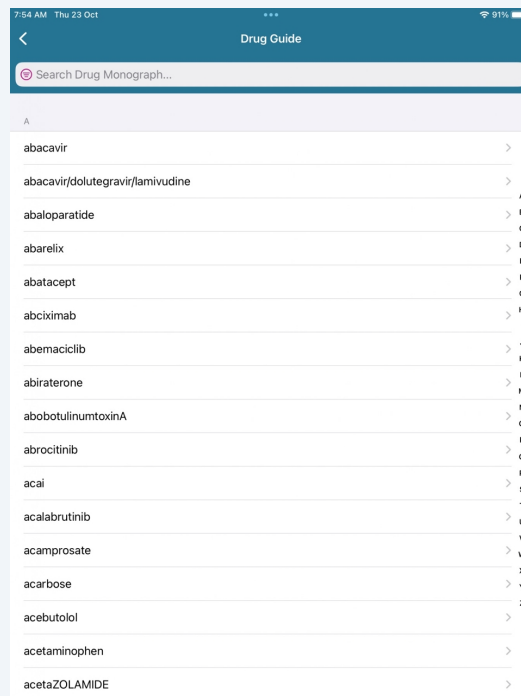 7:54 AM Thu 23 Oct
91%
Drug Guide
Search Drug Monograph...
A
abacavir
abacavir/dolutegravir/lamivudine
abaloparatide
abarelix
abatacept
abciximab
abemaciclib
abiraterone
abobotulinumtoxinA
abrocitinib
acai
acalabrutinib
acamprosate
acarbose
acebutolol
acetaminophen
acetaZOLAMIDE